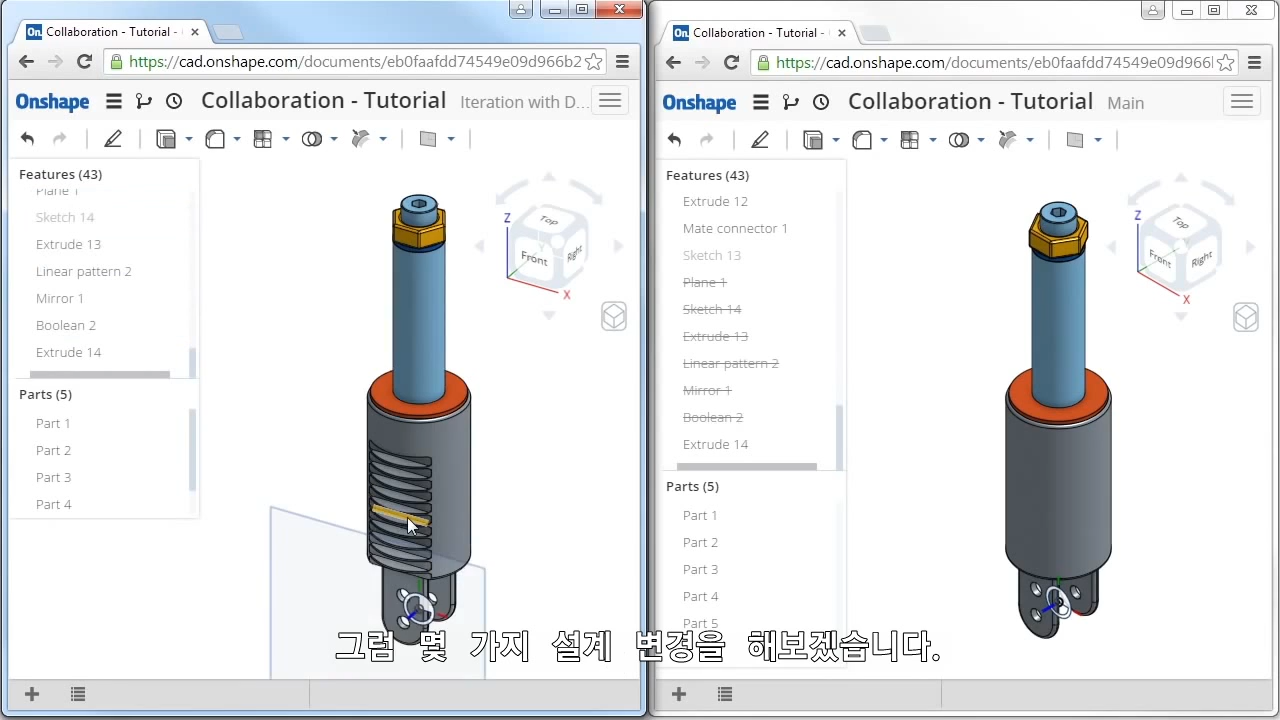 Collaboration - Tutorial -
https://cad.onshape.com/documents/eb0faafdd74549e09d966b2
Onshape
Collaboration - Tutorial
Iteration with D...
Features (43)
Plane 1
Sketch 14
Extrude 13
Linear pattern 2
Mirror 1
Boolean 2
Extrude 14
Parts (5)
Part 1
Part 2
Part 3
Part 4
Z
Top
Front
Right
X
Collaboration - Tutorial -
https://cad.onshape.com/documents/eb0faafdd74549e09d966
Onshape
Collaboration - Tutorial
Main
Features (43)
Extrude 12
Mate connector 1
Sketch 13
Plane 1
Sketch 14
Extrude 13
Linear pattern 2
Mirror 1
Boolean 2
Extrude 14
Parts (5)
Part 1
Part 2
Part 3
Part 4
Part 5
Z
Top
Front
Right
X
그럼 몇 가지 설계 변경을 해보겠습니다.